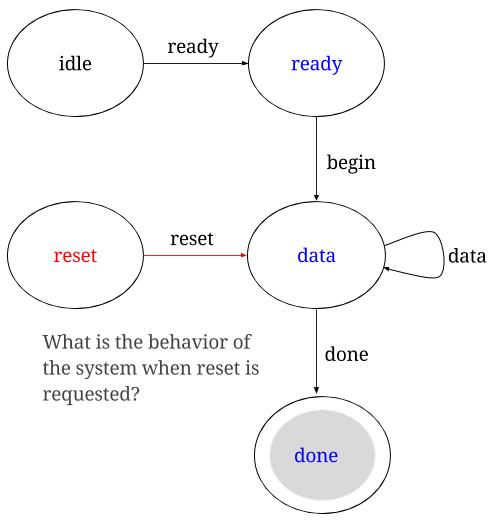 ready
idle
ready
begin
reset
reset
data
data
What is the behavior of
the system when reset is
requested?
done
done